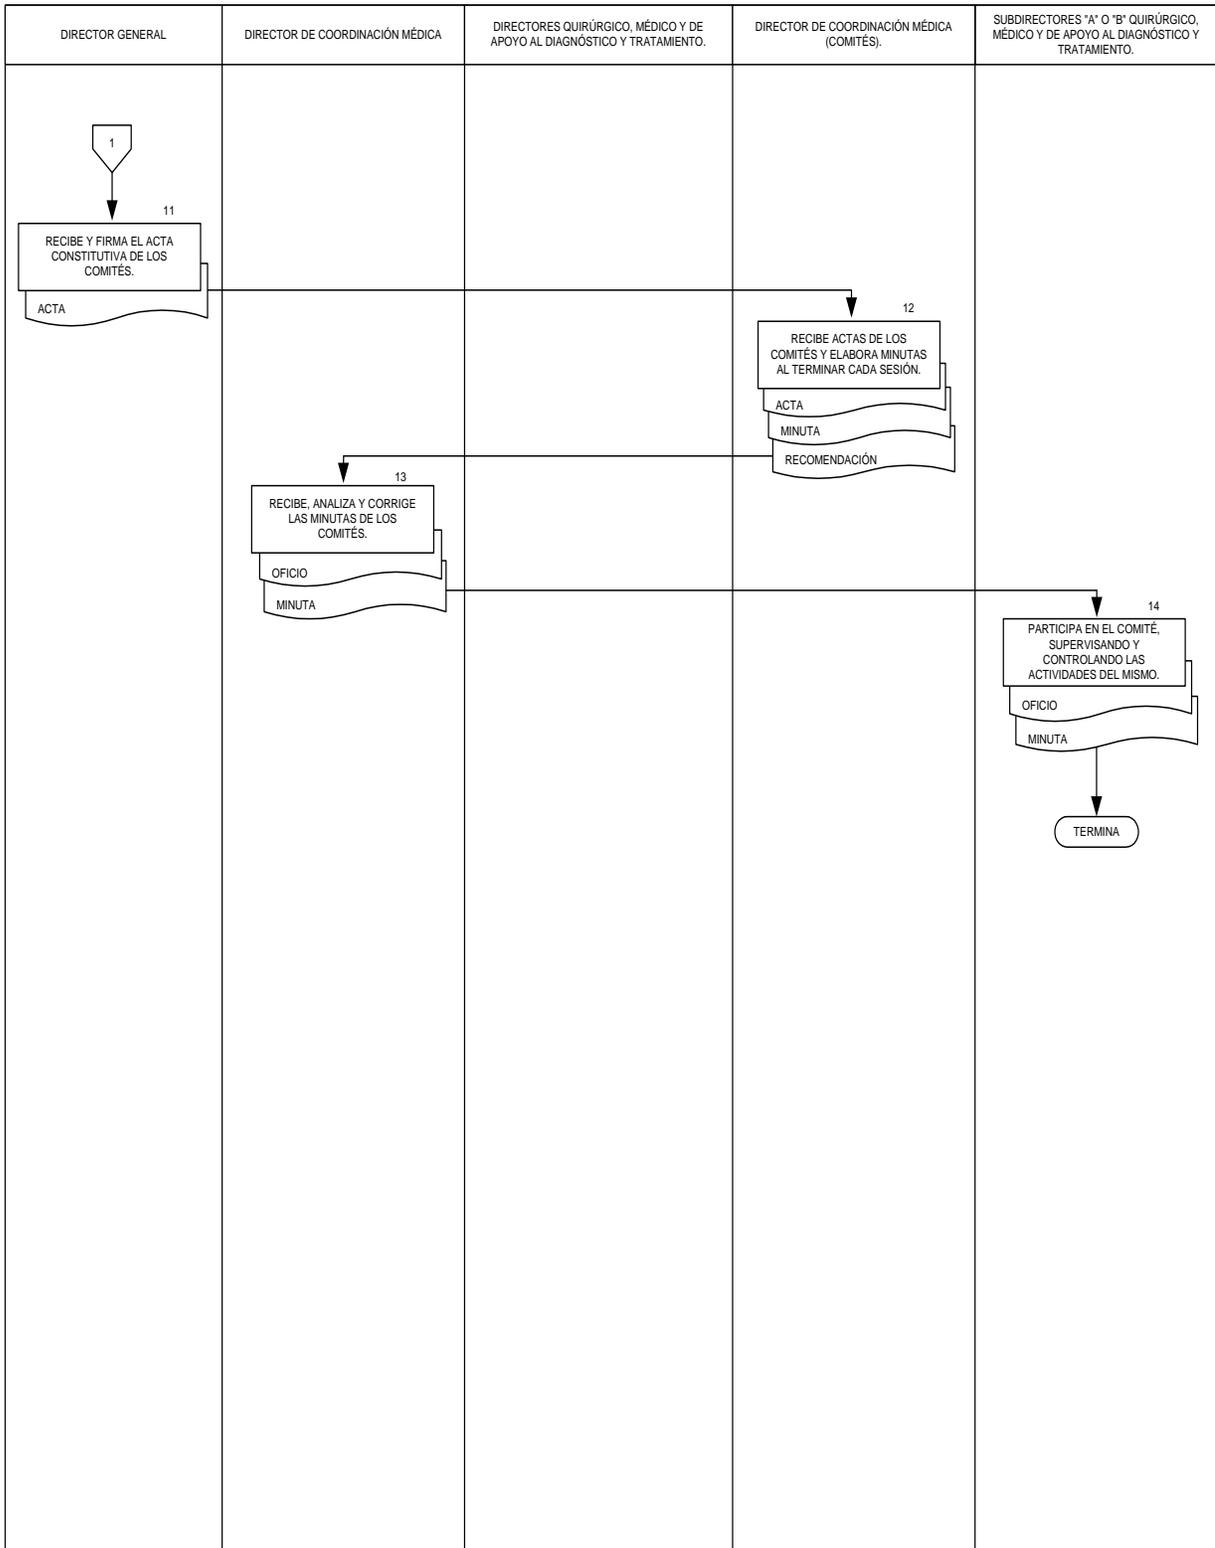 DIRECTOR GENERAL
DIRECTOR DE COORDINACIÓN MÉDICA
DIRECTORES QUIRÚRGICO, MÉDICO Y DE
APOYO AL DIAGNÓSTICO Y TRATAMIENTO.
DIRECTOR DE COORDINACIÓN MÉDICA
(COMITÉS).
SUBDIRECTORES "A" O "B" QUIRÚRGICO,
MÉDICO Y DE APOYO AL DIAGNÓSTICO Y
TRATAMIENTO.
1
11
RECIBE Y FIRMA EL ACTA
CONSTITUTIVA DE LOS
COMITÉS.
ACTA
12
RECIBE ACTAS DE LOS
COMITÉS Y ELABORA MINUTAS
AL TERMINAR CADA SESIÓN.
ACTA
MINUTA
RECOMENDACIÓN
13
RECIBE, ANALIZA Y CORRIGE
LAS MINUTAS DE LOS
COMITÉS.
OFICIO
MINUTA
14
PARTICIPA EN EL COMITÉ,
SUPERVISANDO Y
CONTROLANDO LAS
ACTIVIDADES DEL MISMO.
OFICIO
MINUTA
TERMINA